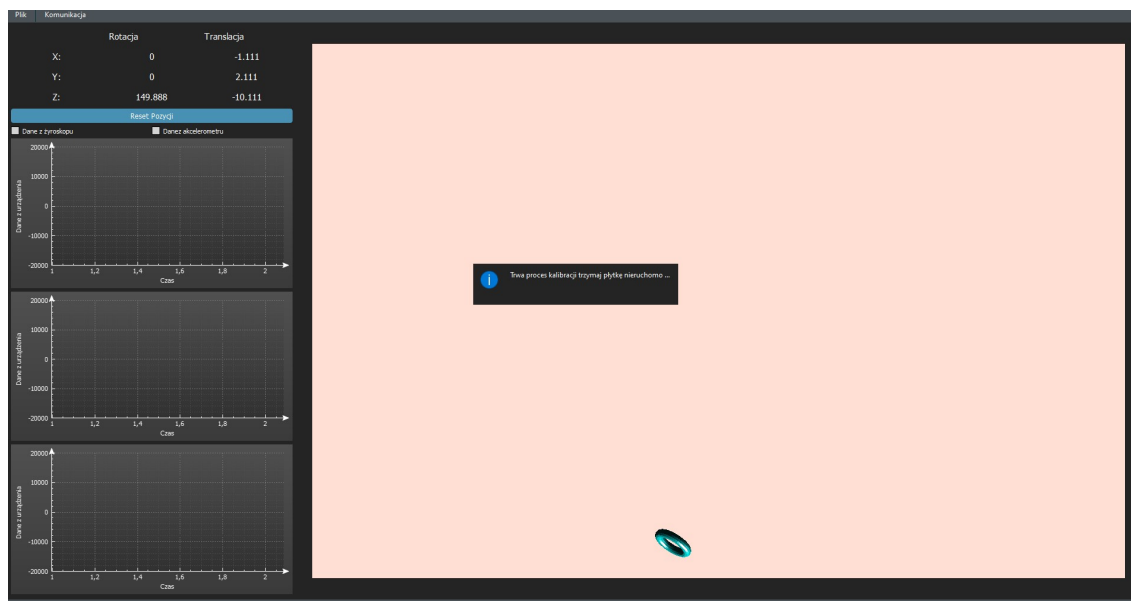 Plik Komunikacja
Rotacja Translacja
X: 0 -1.111
Y: 0 2.111
Z: 149.888 -10.111
Reset Pozycji
Dane z żyroskopu Danez akcelerometru
20000
10000
0
-10000
-20000
Dane z urządzenia
1 1,2 1,4 1,6 1,8 2
Czas
20000
10000
0
-10000
-20000
Dane z urządzenia
1 1,2 1,4 1,6 1,8 2
Czas
20000
10000
0
-10000
-20000
Dane z urządzenia
1 1,2 1,4 1,6 1,8 2
Czas
Trwa proces kalibracji trzymaj płytkę nieruchomo ...